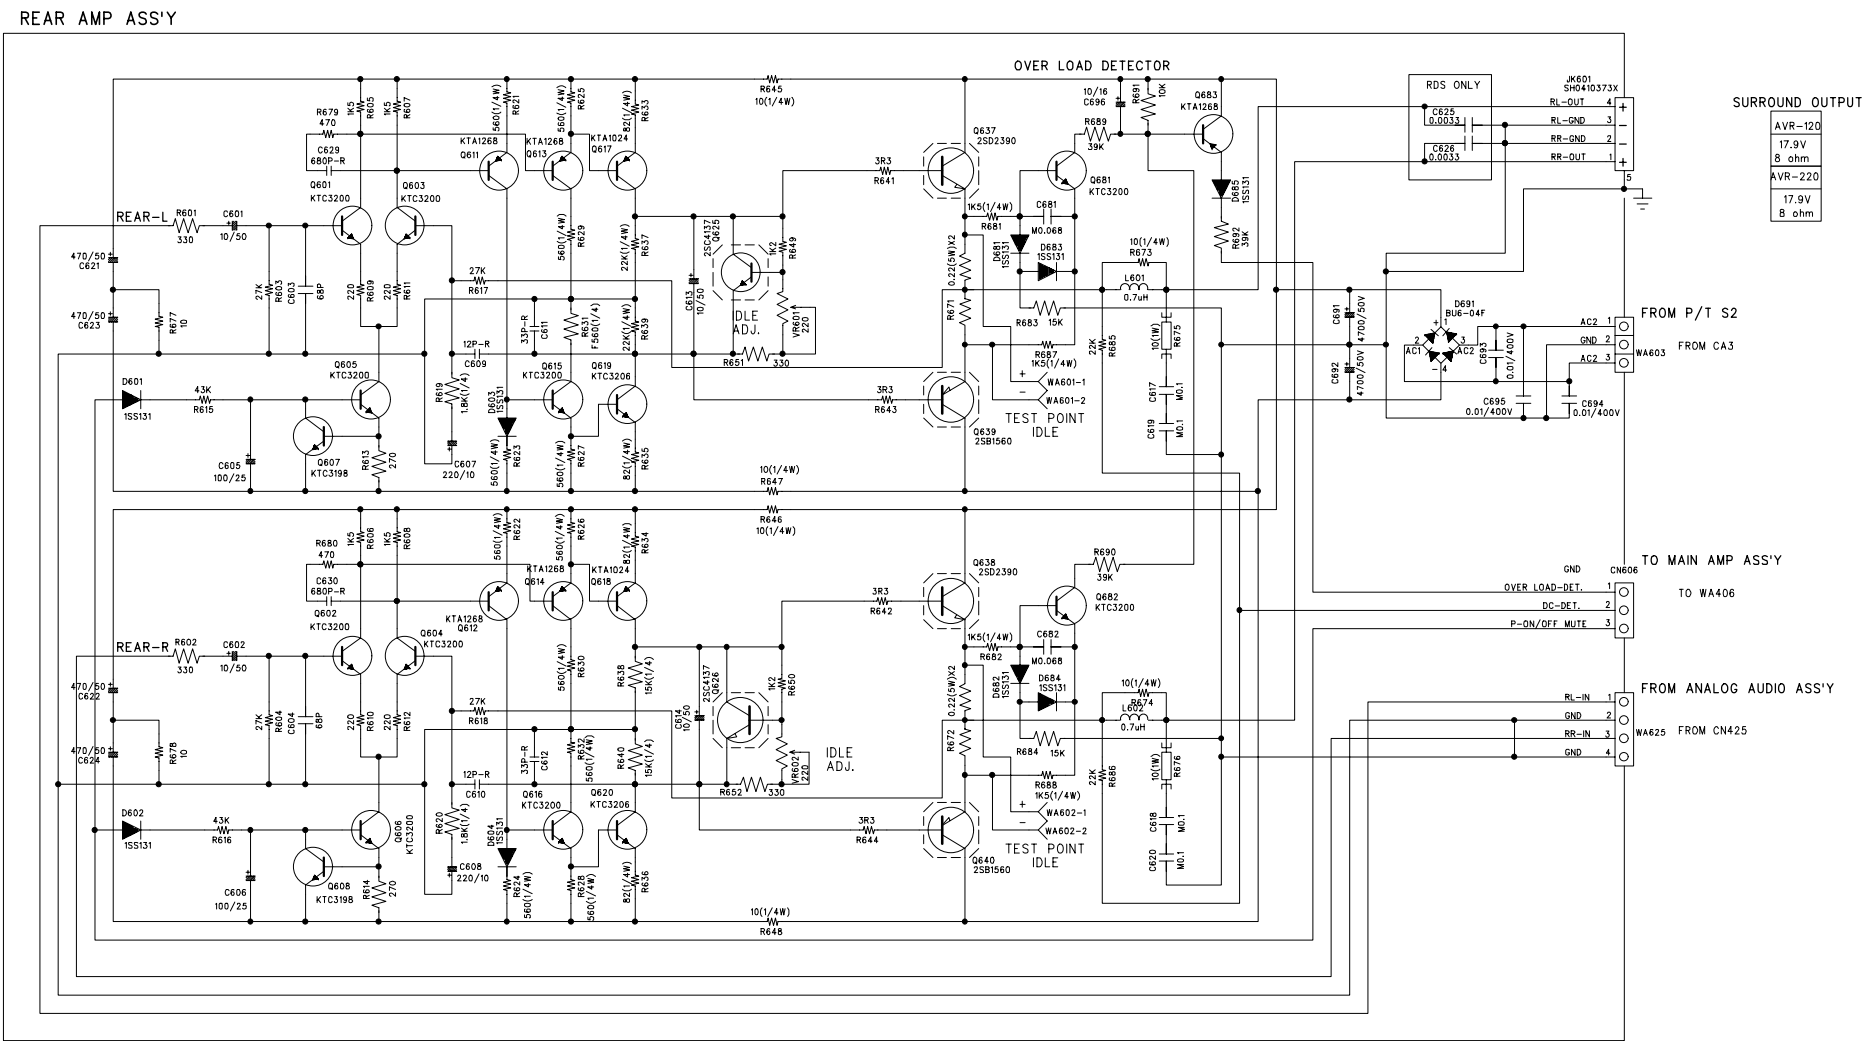 REAR AMP ASS'Y
OVER LOAD DETECTOR
RDS ONLY
JK601
SH0410373X
SURROUND OUTPUT
AVR-120
17.9V
8 ohm
AVR-220
17.9V
8 ohm
RL-OUT 4 +
RL-GND 3 -
RR-GND 2 -
RR-OUT 1 +
5
C625
0.0033
C626
0.0033
R679
470
1K5
R605
1K5
R607
C629
680P-R
560(1/4W)
R621
560(1/4W)
R625
82(1/4W)
R633
R645
10(1/4W)
KTA1268
Q611
KTA1268
Q613
KTA1024
Q617
Q601
KTC3200
Q603
KTC3200
REAR-L
R601
330
C601
10/50
470/50
C621
470/50
C623
R677
10
27K
R603
C603
68P
220
R609
220
R611
27K
R617
560(1/4W)
R629
22K(1/4W)
R637
33P-R
C611
R631
F560(1/4)
22K(1/4W)
R639
12P-R
C609
C613
10/50
2SC4137
Q625
1K2
R649
IDLE
ADJ.
VR601
220
R651
330
3R3
R641
3R3
R643
Q637
2SD2390
Q639
2SB1560
10/16
C696
R691
10K
R689
39K
Q683
KTA1268
Q681
KTC3200
D685
1SS131
R692
39K
1K5(1/4W)
R681
C681
M0.068
D681
1SS131
D683
1SS131
0.22(5W)X2
R671
R683
15K
R687
1K5(1/4W)
+
-
WA601-1
WA601-2
TEST POINT
IDLE
10(1/4W)
R673
L601
0.7uH
22K
R685
10(1W)
R675
C617
M0.1
C619
M0.1
C691
4700/50V
C692
4700/50V
D691
BU6-04F
+ 1
2
AC1
3
AC2
- 4
C693
0.01/400V
C695
0.01/400V
C694
0.01/400V
AC2 1
GND 2
AC2 3
WA603
FROM P/T S2
FROM CA3
D601
1SS131
43K
R615
Q605
KTC3200
Q607
KTC3198
C605
100/25
R613
270
R619
1.8K(1/4)
C607
220/10
D603
1SS131
560(1/4W)
R623
Q615
KTC3200
Q619
KTC3206
560(1/4W)
R627
82(1/4W)
R635
10(1/4W)
R647
R646
10(1/4W)
R680
470
1K5
R606
1K5
R608
C630
680P-R
560(1/4W)
R622
560(1/4W)
R626
82(1/4W)
R634
KTA1268
Q614
KTA1024
Q618
KTA1268
Q612
Q602
KTC3200
Q604
KTC3200
REAR-R
R602
330
C602
10/50
470/50
C622
470/50
C624
R678
10
27K
R604
C604
68P
220
R610
220
R612
27K
R618
560(1/4W)
R630
R638
15K(1/4)
33P-R
C612
R632
560(1/4W)
R640
15K(1/4)
12P-R
C610
C614
10/50
2SC4137
Q626
1K2
R650
IDLE
ADJ.
VR602
220
R652
330
3R3
R642
3R3
R644
Q638
2SD2390
Q640
2SB1560
R690
39K
Q682
KTC3200
1K5(1/4W)
R682
C682
M0.068
D682
1SS131
D684
1SS131
0.22(5W)X2
R672
R684
15K
R688
1K5(1/4W)
+
-
WA602-1
WA602-2
TEST POINT
IDLE
10(1/4W)
R674
L602
0.7uH
22K
R686
10(1W)
R676
C618
M0.1
C620
M0.1
GND
CN606
OVER LOAD-DET. 1
DC-DET. 2
P-ON/OFF MUTE 3
TO MAIN AMP ASS'Y
TO WA406
RL-IN 1
GND 2
RR-IN 3
GND 4
WA625
FROM ANALOG AUDIO ASS'Y
FROM CN425
D602
1SS131
43K
R616
Q606
KTC3200
Q608
KTC3198
C606
100/25
R614
270
R620
1.8K(1/4)
C608
220/10
D604
1SS131
R624
560(1/4W)
Q616
KTC3200
Q620
KTC3206
R628
560(1/4W)
82(1/4W)
R636
10(1/4W)
R648